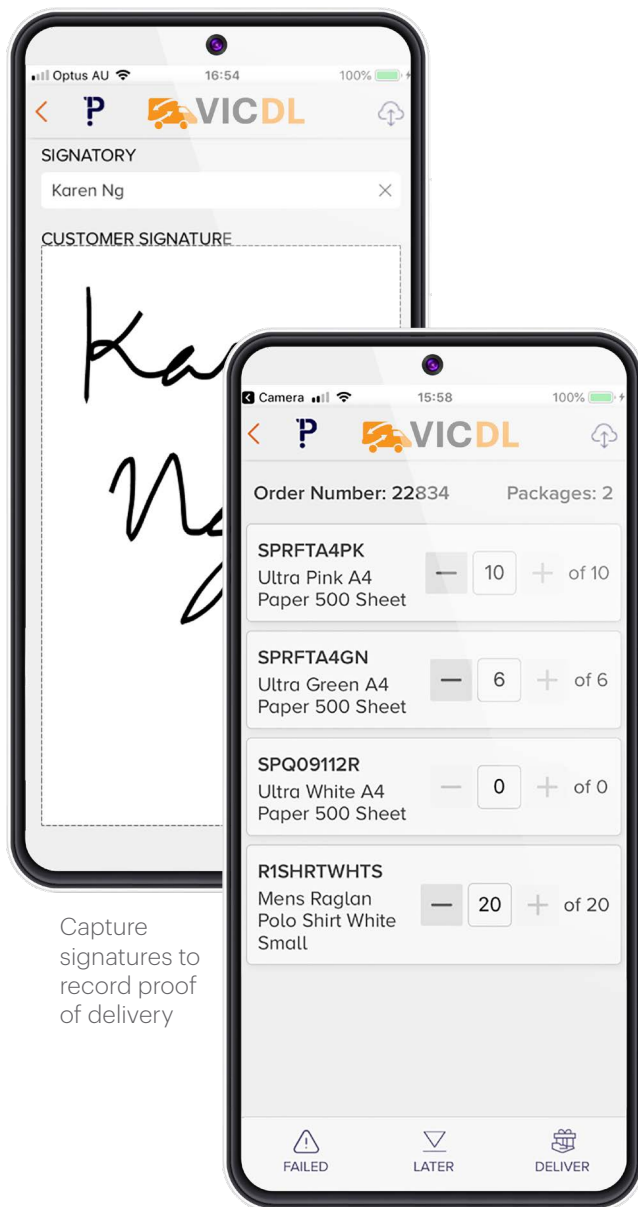 Optus AU 16:54 100%
VICDL
SIGNATORY
Karen Ng
CUSTOMER SIGNATURE
Ka
Ng
Capture
signatures to
record proof
of delivery
Camera 15:58 100%
VICDL
Order Number: 22834 Packages: 2
SPRFTA4PK
Ultra Pink A4
Paper 500 Sheet
10 of 10
SPRFTA4GN
Ultra Green A4
Paper 500 Sheet
6 of 6
SPQ09112R
Ultra White A4
Paper 500 Sheet
0 of 0
R1SHRTWHTS
Mens Raglan
Polo Shirt White
Small
20 of 20
FAILED LATER DELIVER